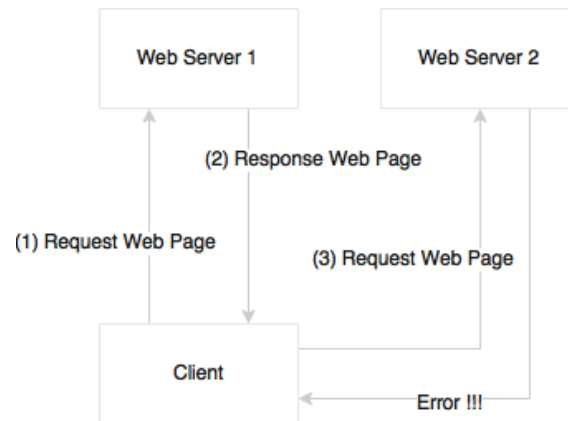 Web Server 1
Web Server 2
(2) Response Web Page
(1) Request Web Page
(3) Request Web Page
Client
Error !!!